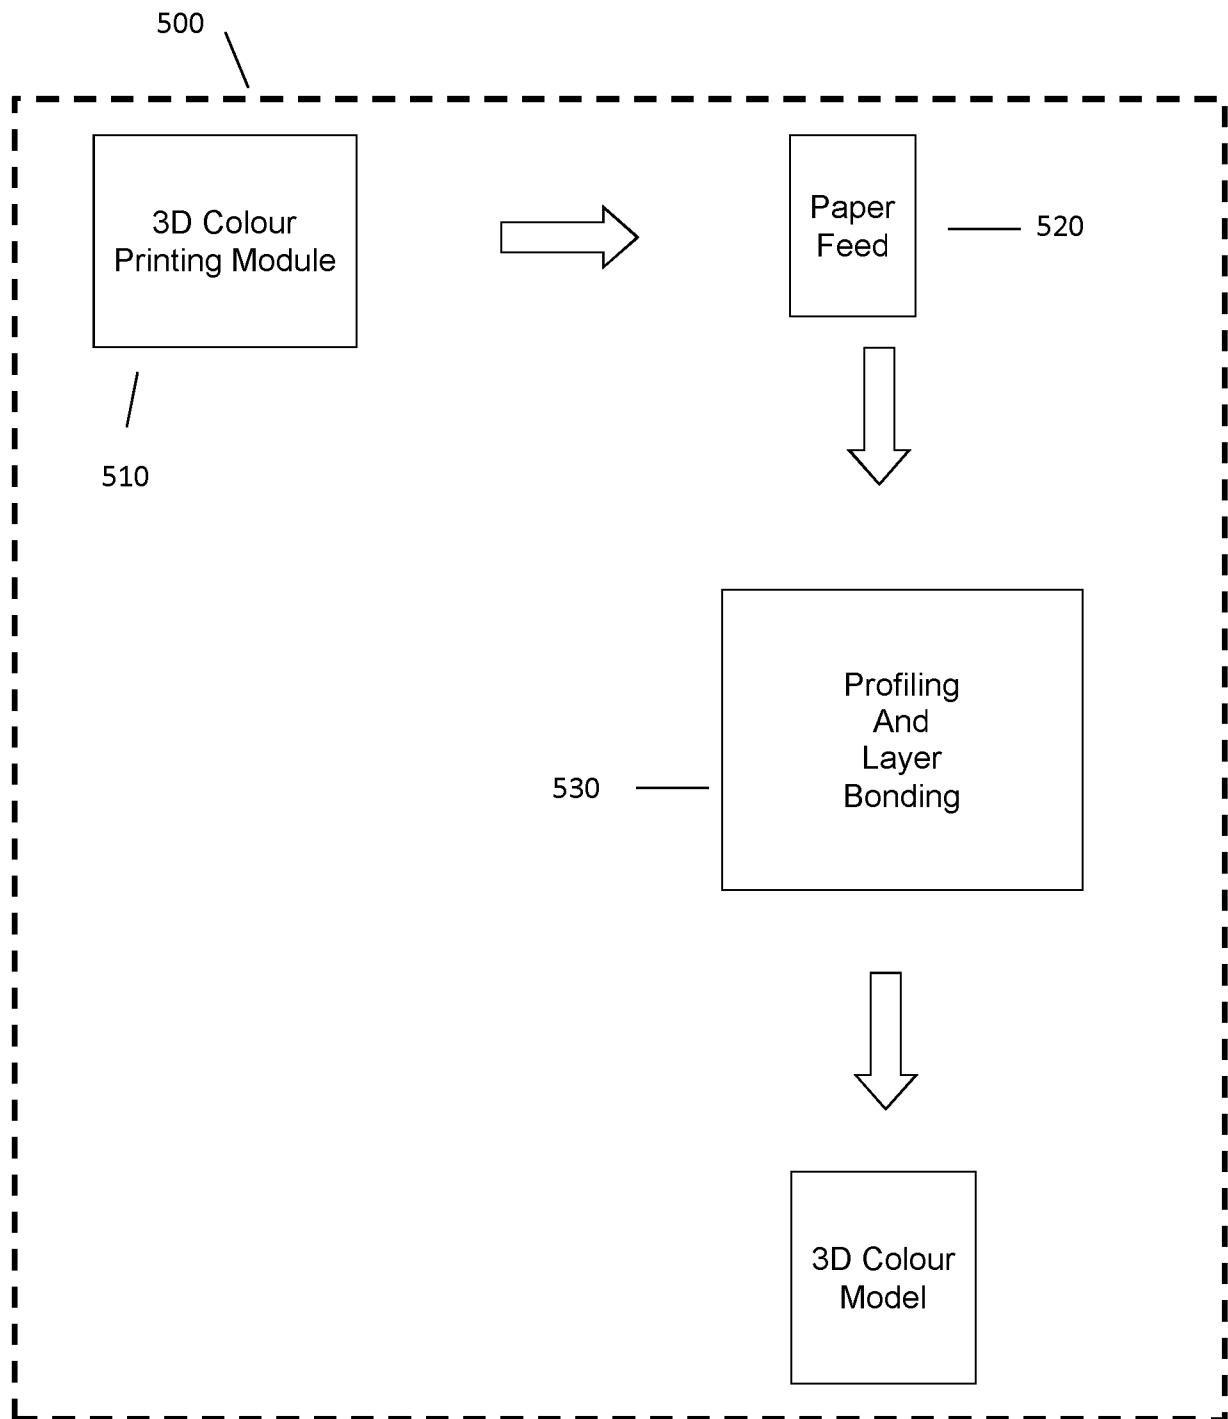 500
3D Colour
Printing Module
Paper
Feed
520
510
Profiling
And
Layer
Bonding
530
3D Colour
Model